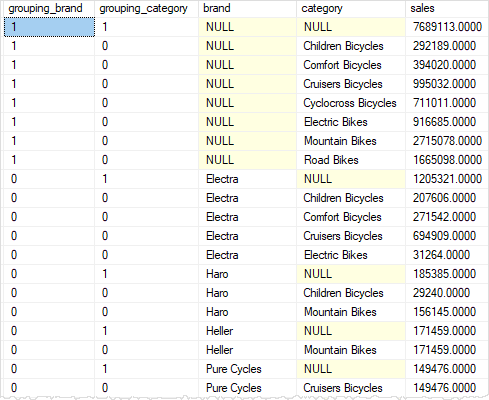 grouping_brand grouping_category brand category sales
1 1 NULL NULL 7689113.0000
1 0 NULL Children Bicycles 292189.0000
1 0 NULL Comfort Bicycles 394020.0000
1 0 NULL Cruisers Bicycles 995032.0000
1 0 NULL Cyclocross Bicycles 711011.0000
1 0 NULL Electric Bikes 916685.0000
1 0 NULL Mountain Bikes 2715078.0000
1 0 NULL Road Bikes 1665098.0000
0 1 Electra NULL 1205321.0000
0 0 Electra Children Bicycles 207606.0000
0 0 Electra Comfort Bicycles 271542.0000
0 0 Electra Cruisers Bicycles 694909.0000
0 0 Electra Electric Bikes 31264.0000
0 1 Haro NULL 185385.0000
0 0 Haro Children Bicycles 29240.0000
0 0 Haro Mountain Bikes 156145.0000
0 1 Heller NULL 171459.0000
0 0 Heller Mountain Bikes 171459.0000
0 1 Pure Cycles NULL 149476.0000
0 0 Pure Cycles Cruisers Bicycles 149476.0000